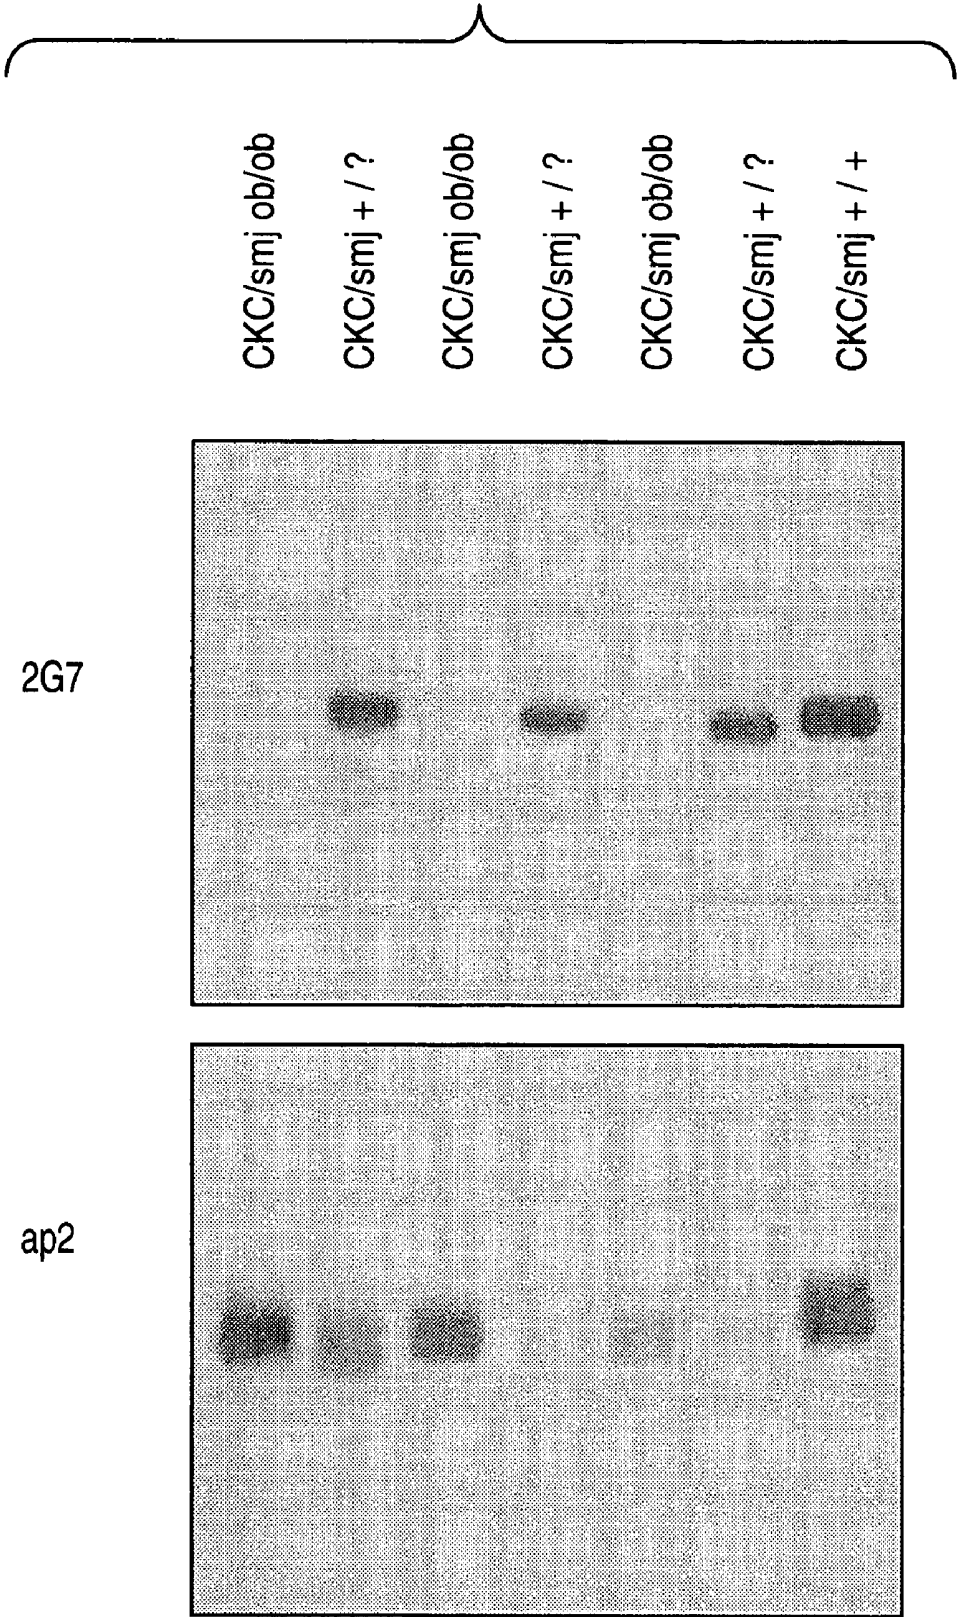 CKC/smj ob/ob
CKC/smj + / ?
CKC/smj ob/ob
CKC/smj + / ?
CKC/smj ob/ob
CKC/smj + / ?
CKC/smj + / +
2G7
ap2